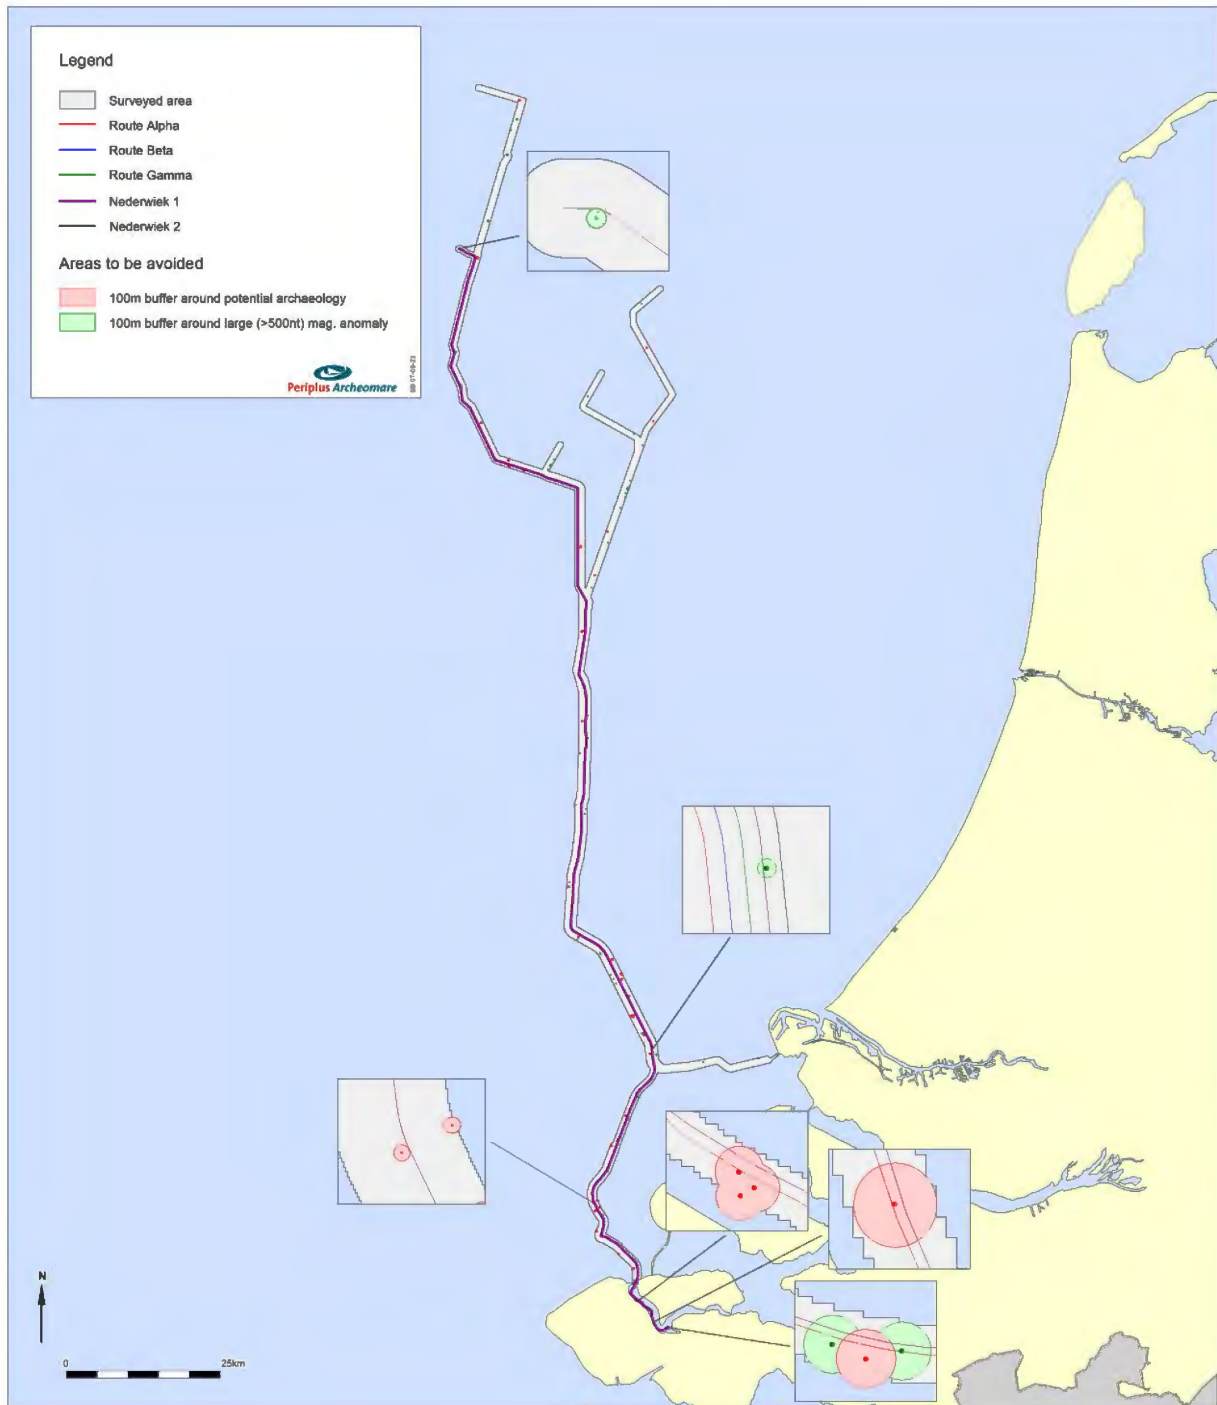 Legend
Surveyed area
Route Alpha
Route Beta
Route Gamma
Nederwiek 1
Nederwiek 2
Areas to be avoided
100m buffer around potential archaeology
100m buffer around large (>500nt) mag. anomaly
Periplus Archeomare
N
0 25km